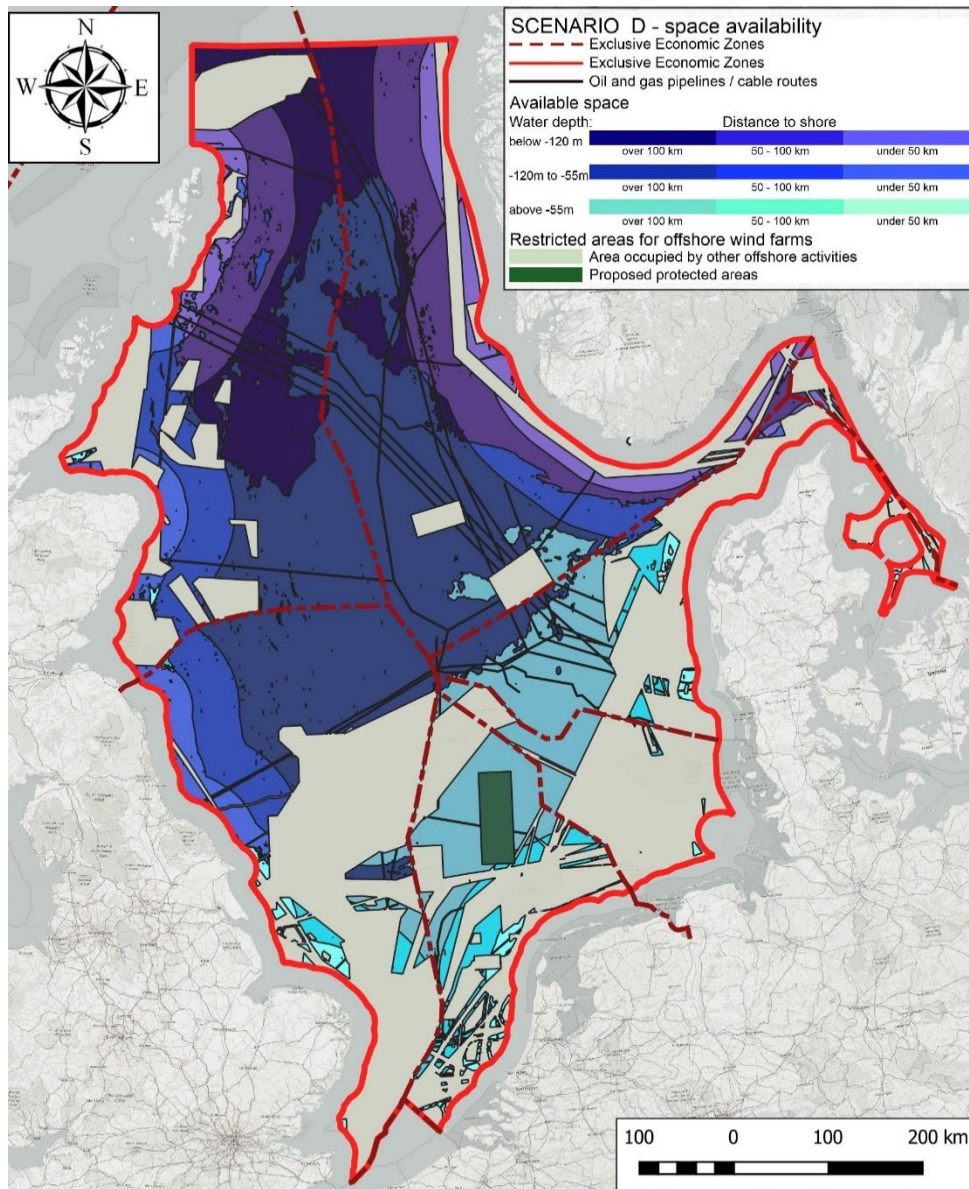 N
W E
S
SCENARIO D - space availability
Exclusive Economic Zones
Exclusive Economic Zones
Oil and gas pipelines / cable routes
Available space
Water depth: Distance to shore
below -120 m
over 100 km 50 - 100 km under 50 km
-120m to -55m
over 100 km 50 - 100 km under 50 km
above -55m
over 100 km 50 - 100 km under 50 km
Restricted areas for offshore wind farms
Area occupied by other offshore activities
Proposed protected areas
100 0 100 200 km